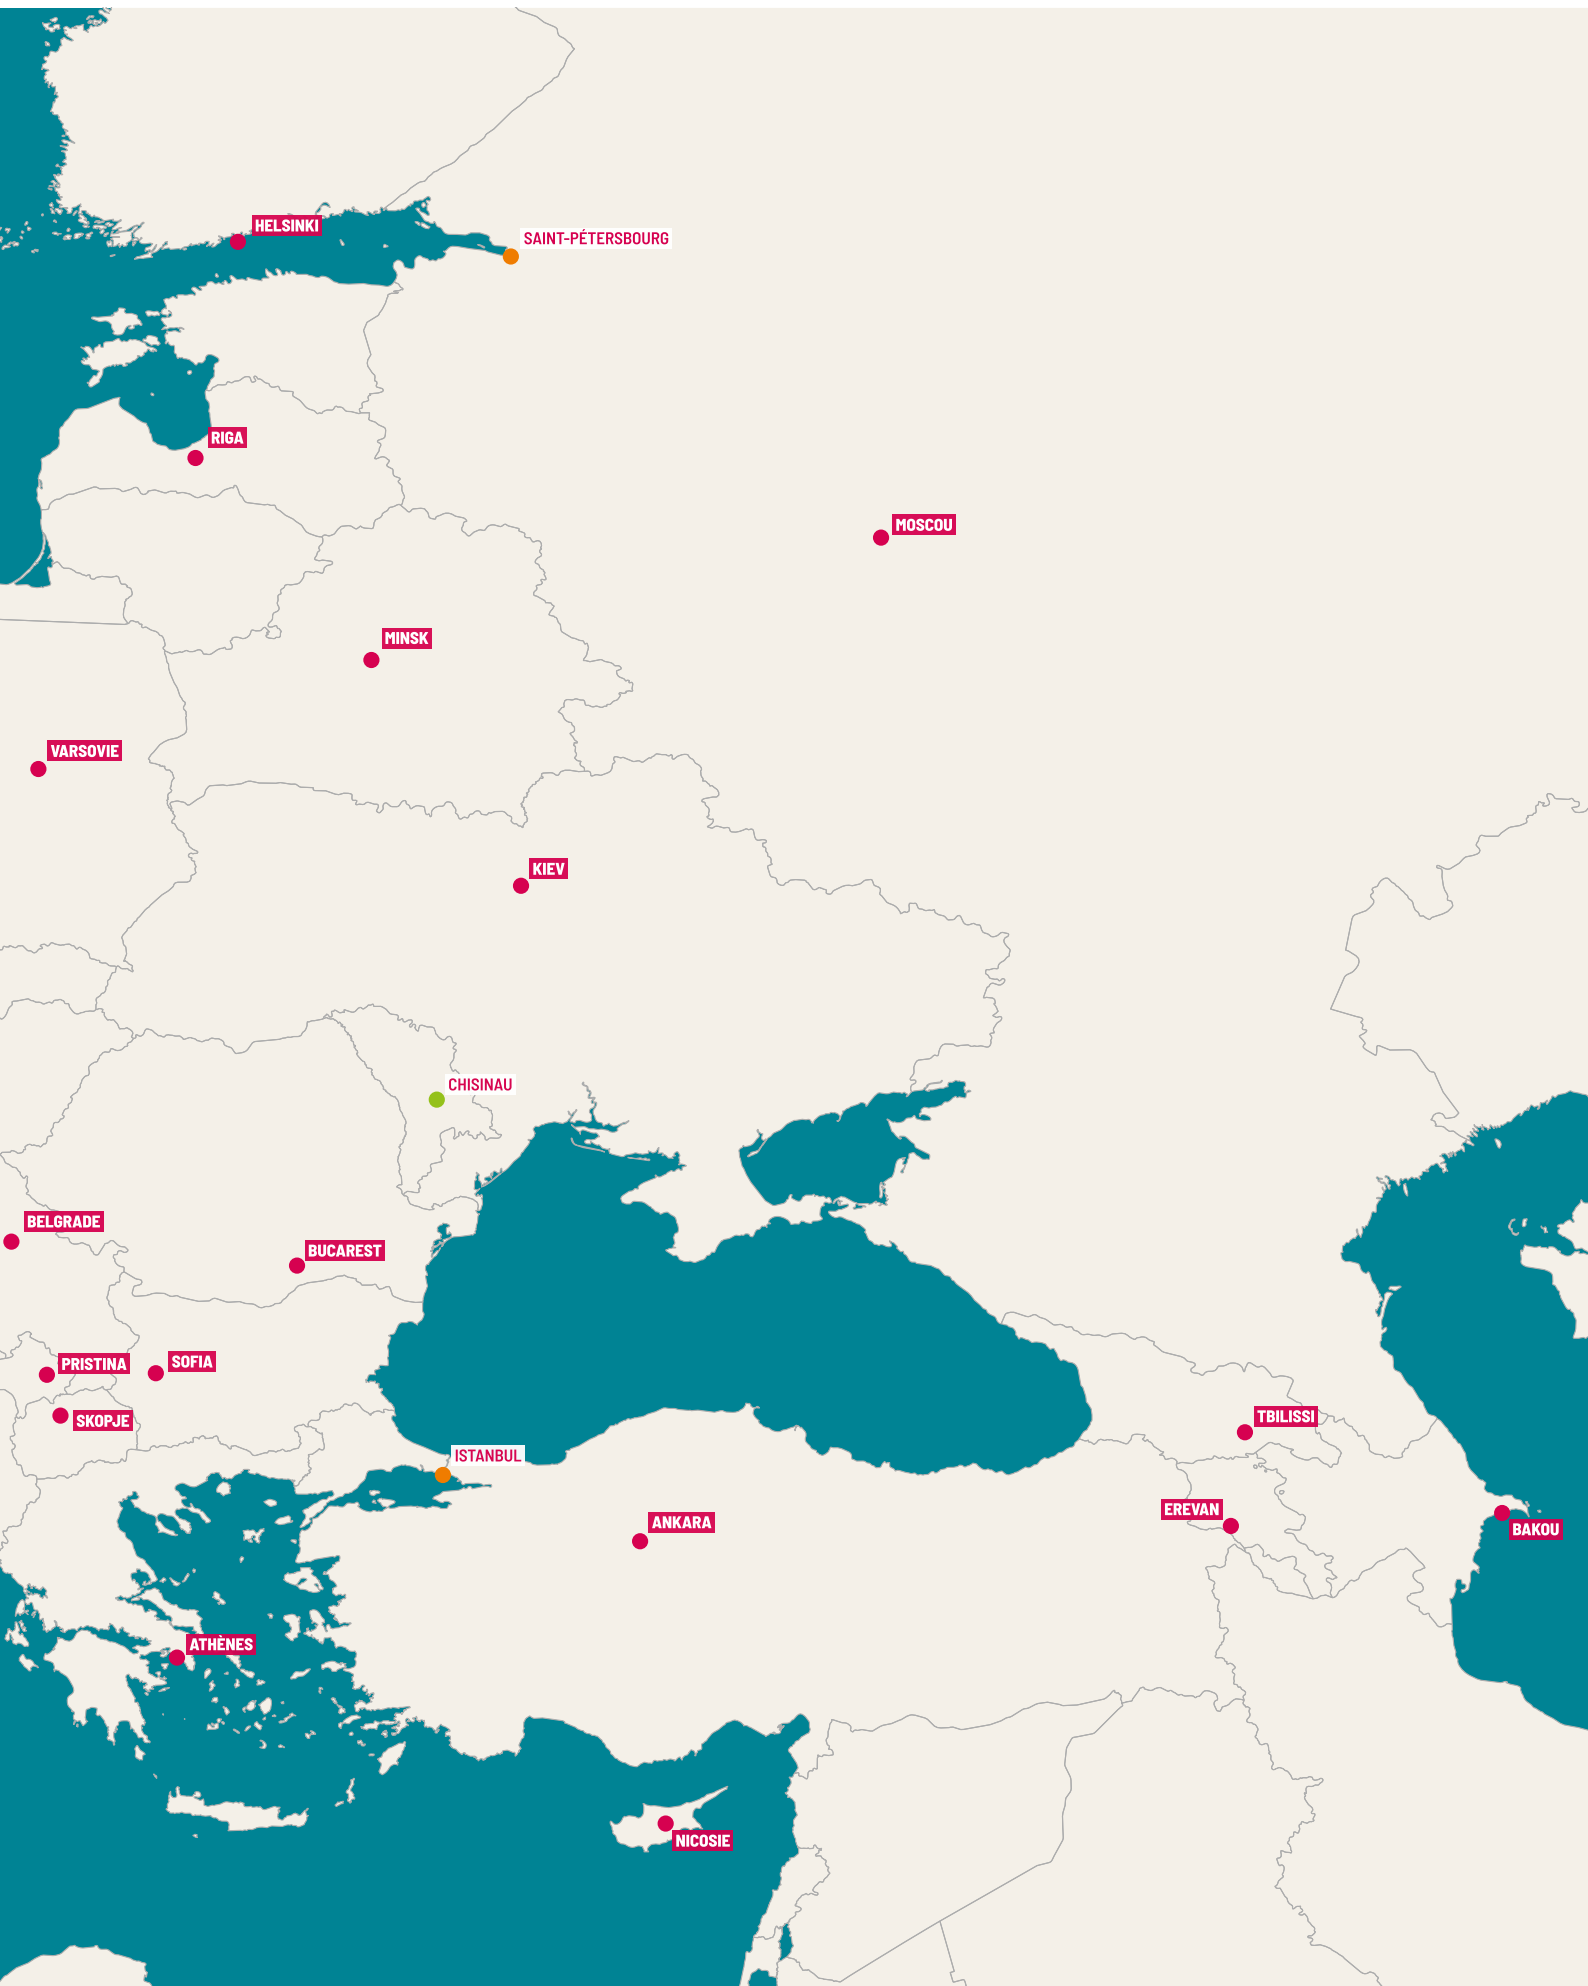 HELSINKI
SAINT-PÉTERSBOURG
RIGA
MOSCOU
MINSK
VARSOVIE
KIEV
CHISINAU
BELGRADE
BUCAREST
PRISTINA
SOFIA
SKOPJE
TBILISSI
ISTANBUL
EREVAN
ANKARA
BAKOU
ATHÈNES
NICOSIE